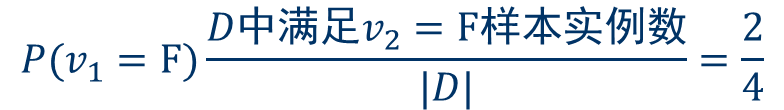 P(v₁ = F) D中满足v₂ = F样本实例数 / |D| = 2/4